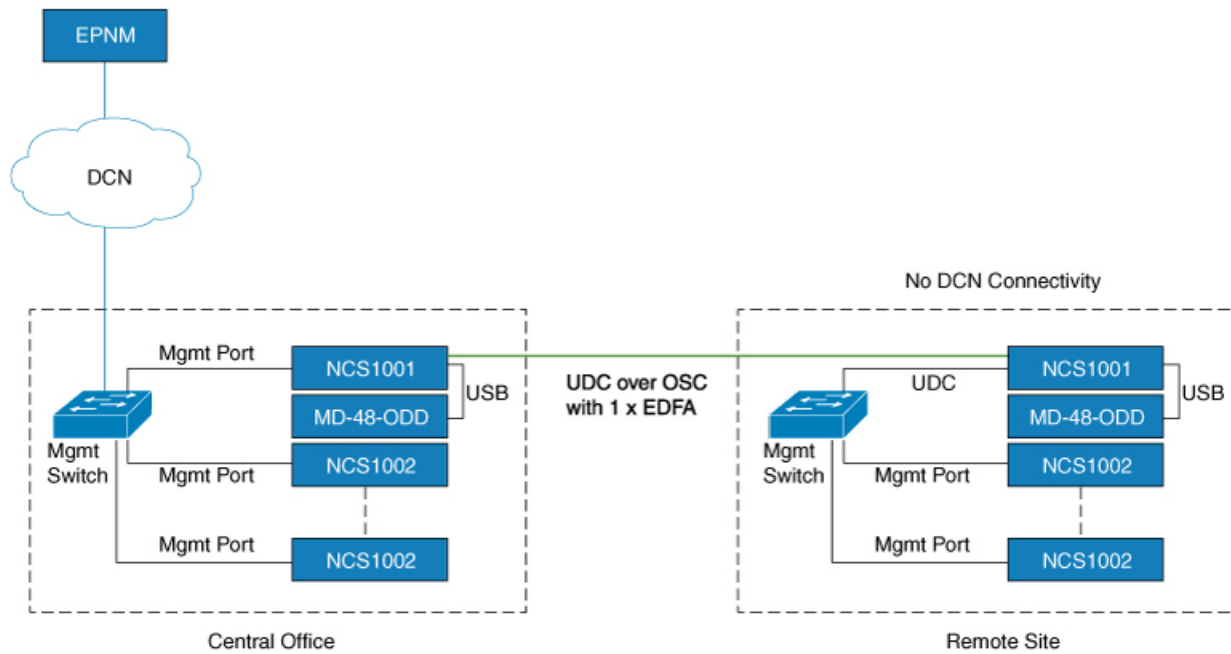 EPNM
DCN
No DCN Connectivity
Mgmt Port
NCS1001
USB
MD-48-ODD
Mgmt
Switch
Mgmt Port
NCS1002
Mgmt Port
NCS1002
Central Office
UDC over OSC
with 1 x EDFA
UDC
NCS1001
USB
MD-48-ODD
Mgmt
Switch
Mgmt Port
NCS1002
Mgmt Port
NCS1002
Remote Site